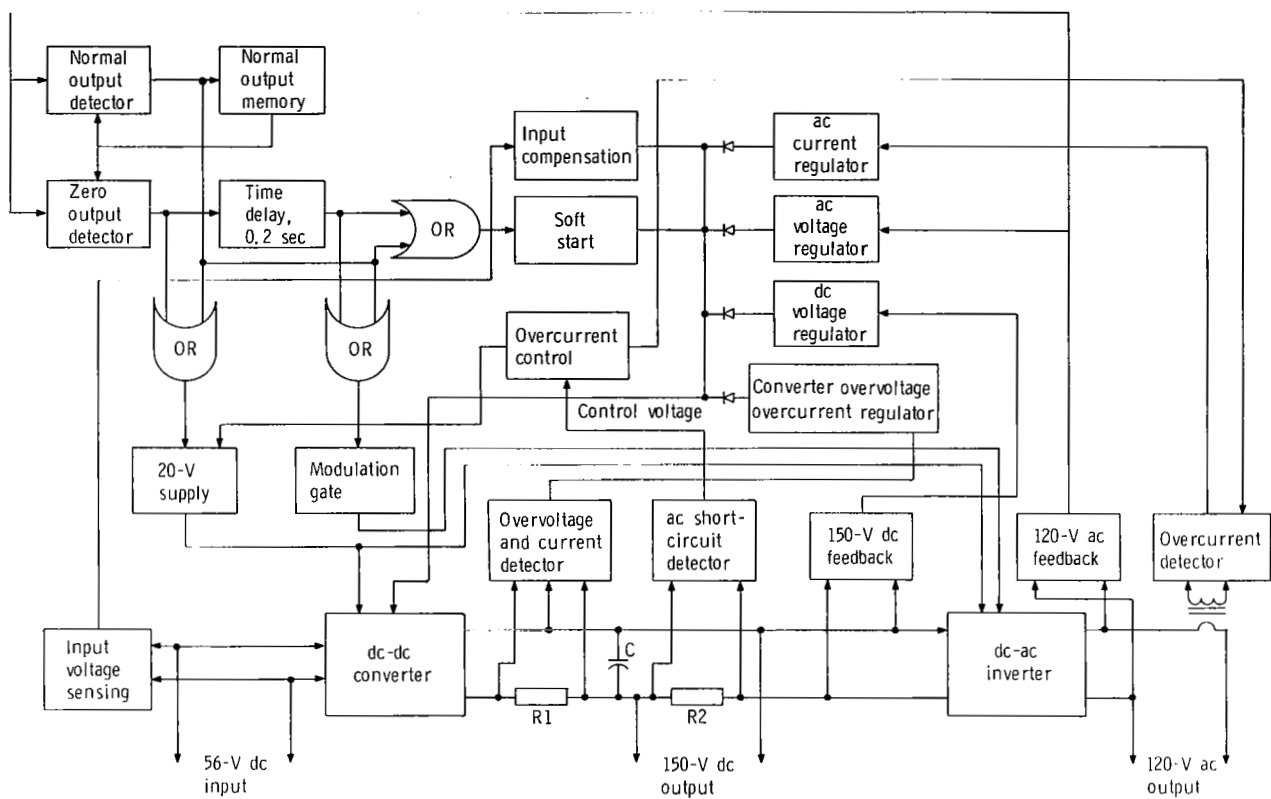 Normal
output
detector
Normal
output
memory
Input
compensation
ac
current
regulator
Zero
output
detector
Time
delay,
0.2 sec
OR
Soft
start
ac
voltage
regulator
dc
voltage
regulator
OR
OR
Overcurrent
control
Control voltage
Converter overvoltage
overcurrent regulator
20-V
supply
Modulation
gate
Overvoltage
and current
detector
ac short-
circuit
detector
150-V dc
feedback
120-V ac
feedback
Overcurrent
detector
Input
voltage
sensing
dc-dc
converter
C
R1
R2
dc-ac
inverter
56-V dc
input
150-V dc
output
120-V ac
output